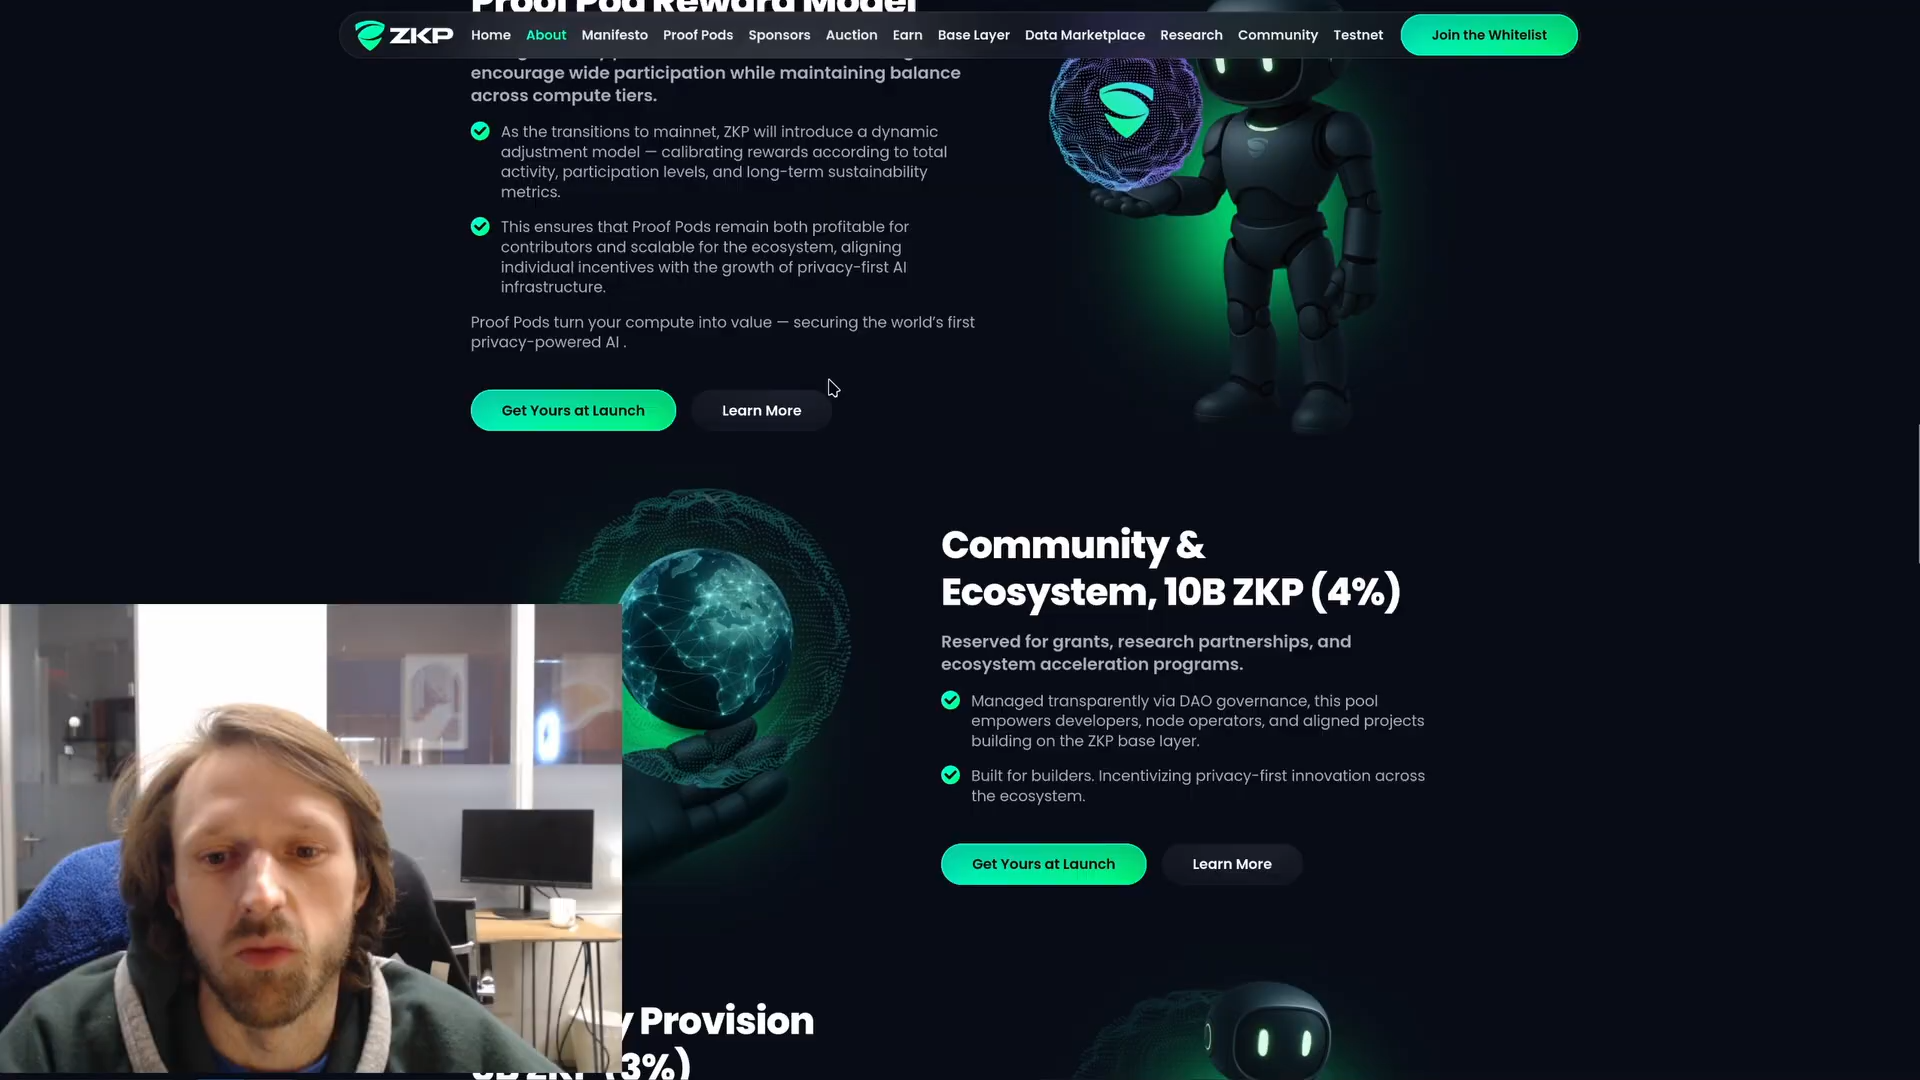 Proof Pod Reward Model
ZKP
Home
About
Manifesto
Proof Pods
Sponsors
Auction
Earn
Base Layer
Data Marketplace
Research
Community
Testnet
Join the Whitelist
encourage wide participation while maintaining balance
across compute tiers.
As the transitions to mainnet, ZKP will introduce a dynamic
adjustment model — calibrating rewards according to total
activity, participation levels, and long-term sustainability
metrics.
This ensures that Proof Pods remain both profitable for
contributors and scalable for the ecosystem, aligning
individual incentives with the growth of privacy-first AI
infrastructure.
Proof Pods turn your compute into value — securing the world's first
privacy-powered AI .
Get Yours at Launch
Learn More
Community &
Ecosystem, 10B ZKP (4%)
Reserved for grants, research partnerships, and
ecosystem acceleration programs.
Managed transparently via DAO governance, this pool
empowers developers, node operators, and aligned projects
building on the ZKP base layer.
Built for builders. Incentivizing privacy-first innovation across
the ecosystem.
Get Yours at Launch
Learn More
y Provision
ZKP (3%)